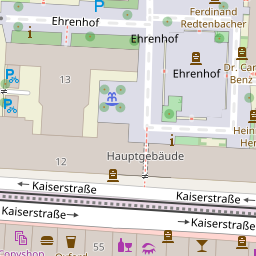 Ehrenhof
P
Ferdinand
Redtenbacher
i
Ehrenhof
13
Ehrenhof
Dr. Car
Benz
i
Hein
Her
12
Hauptgebäude
Kaiserstraße
Kaiserstraße
Kaiserstraße
Kaiserstraße
Copyshop
Oxford
55